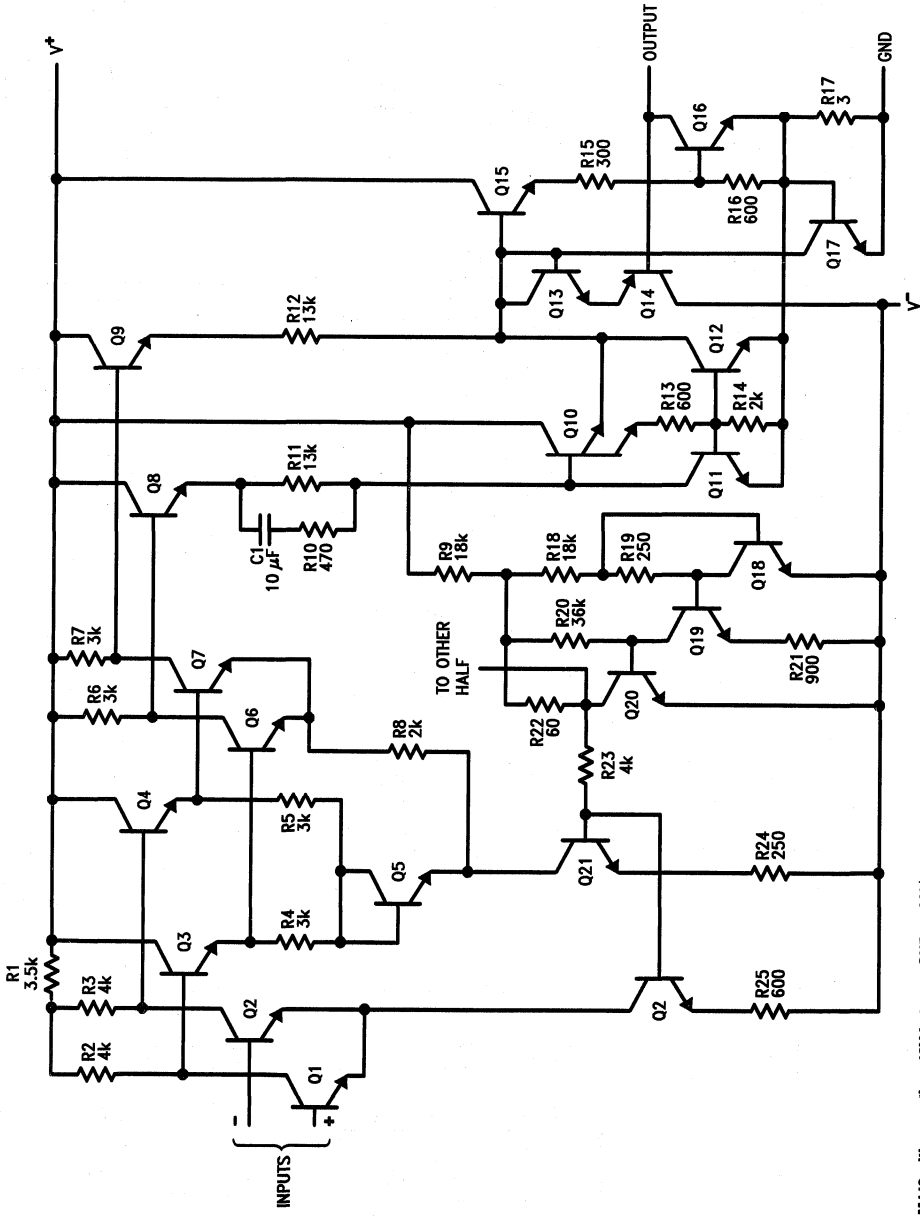 R1
3.5k
R2
4k
R3
4k
R4
3k
R5
3k
R6
3k
R7
3k
R8
2k
R9
18k
R10
470
C1
10 μF
R11
13k
R12
13k
R13
600
R14
2k
R15
300
R16
600
R17
3
R18
18k
R19
250
R20
36k
R21
900
R22
60
R23
4k
R24
250
R25
600
Q1
Q2
Q3
Q4
Q5
Q6
Q7
Q8
Q9
Q10
Q11
Q12
Q13
Q14
Q15
Q16
Q17
Q18
Q19
Q20
Q21
Q2
INPUTS
-
+
TO OTHER
HALF
V+
OUTPUT
GND
V-